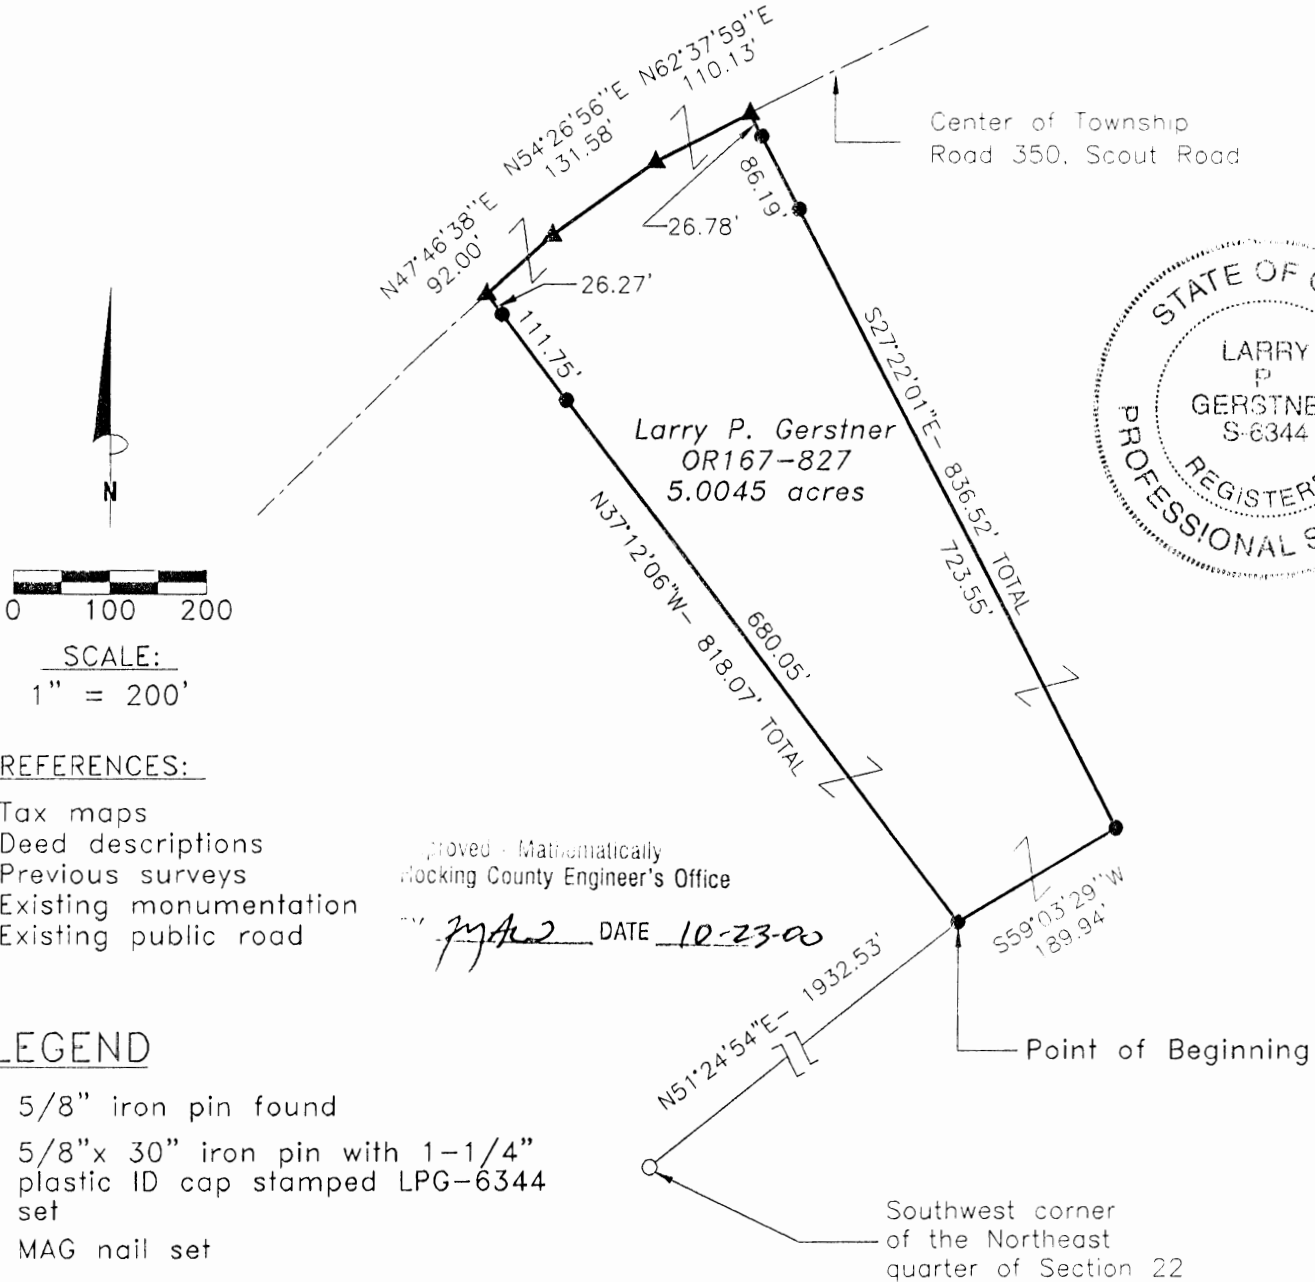 N62°37'59"E
110.13'
N54°26'56"E
131.58'
N47°46'38"E
92.00'
Center of Township
Road 350, Scout Road
86.19'
26.78'
26.27'
111.75'
STATE OF
LARRY
P
GERSTNE
S-6344
PROFESSIONAL S
Larry P. Gerstner
OR167-827
5.0045 acres
S27°22'01"E- 836.52' TOTAL
723.55'
N37°12'06"W- 818.07' TOTAL
680.05'
N
0 100 200
SCALE:
1" = 200'
REFERENCES:
Tax maps
Deed descriptions
Previous surveys
Existing monumentation
Existing public road
Mathematically
Hocking County Engineer's Office
DATE 10-23-00
S59°03'29"W
189.94'
N51°24'54"E- 1932.53'
Point of Beginning
LEGEND
5/8" iron pin found
5/8"x 30" iron pin with 1-1/4"
plastic ID cap stamped LPG-6344
set
MAG nail set
Southwest corner
of the Northeast
quarter of Section 22